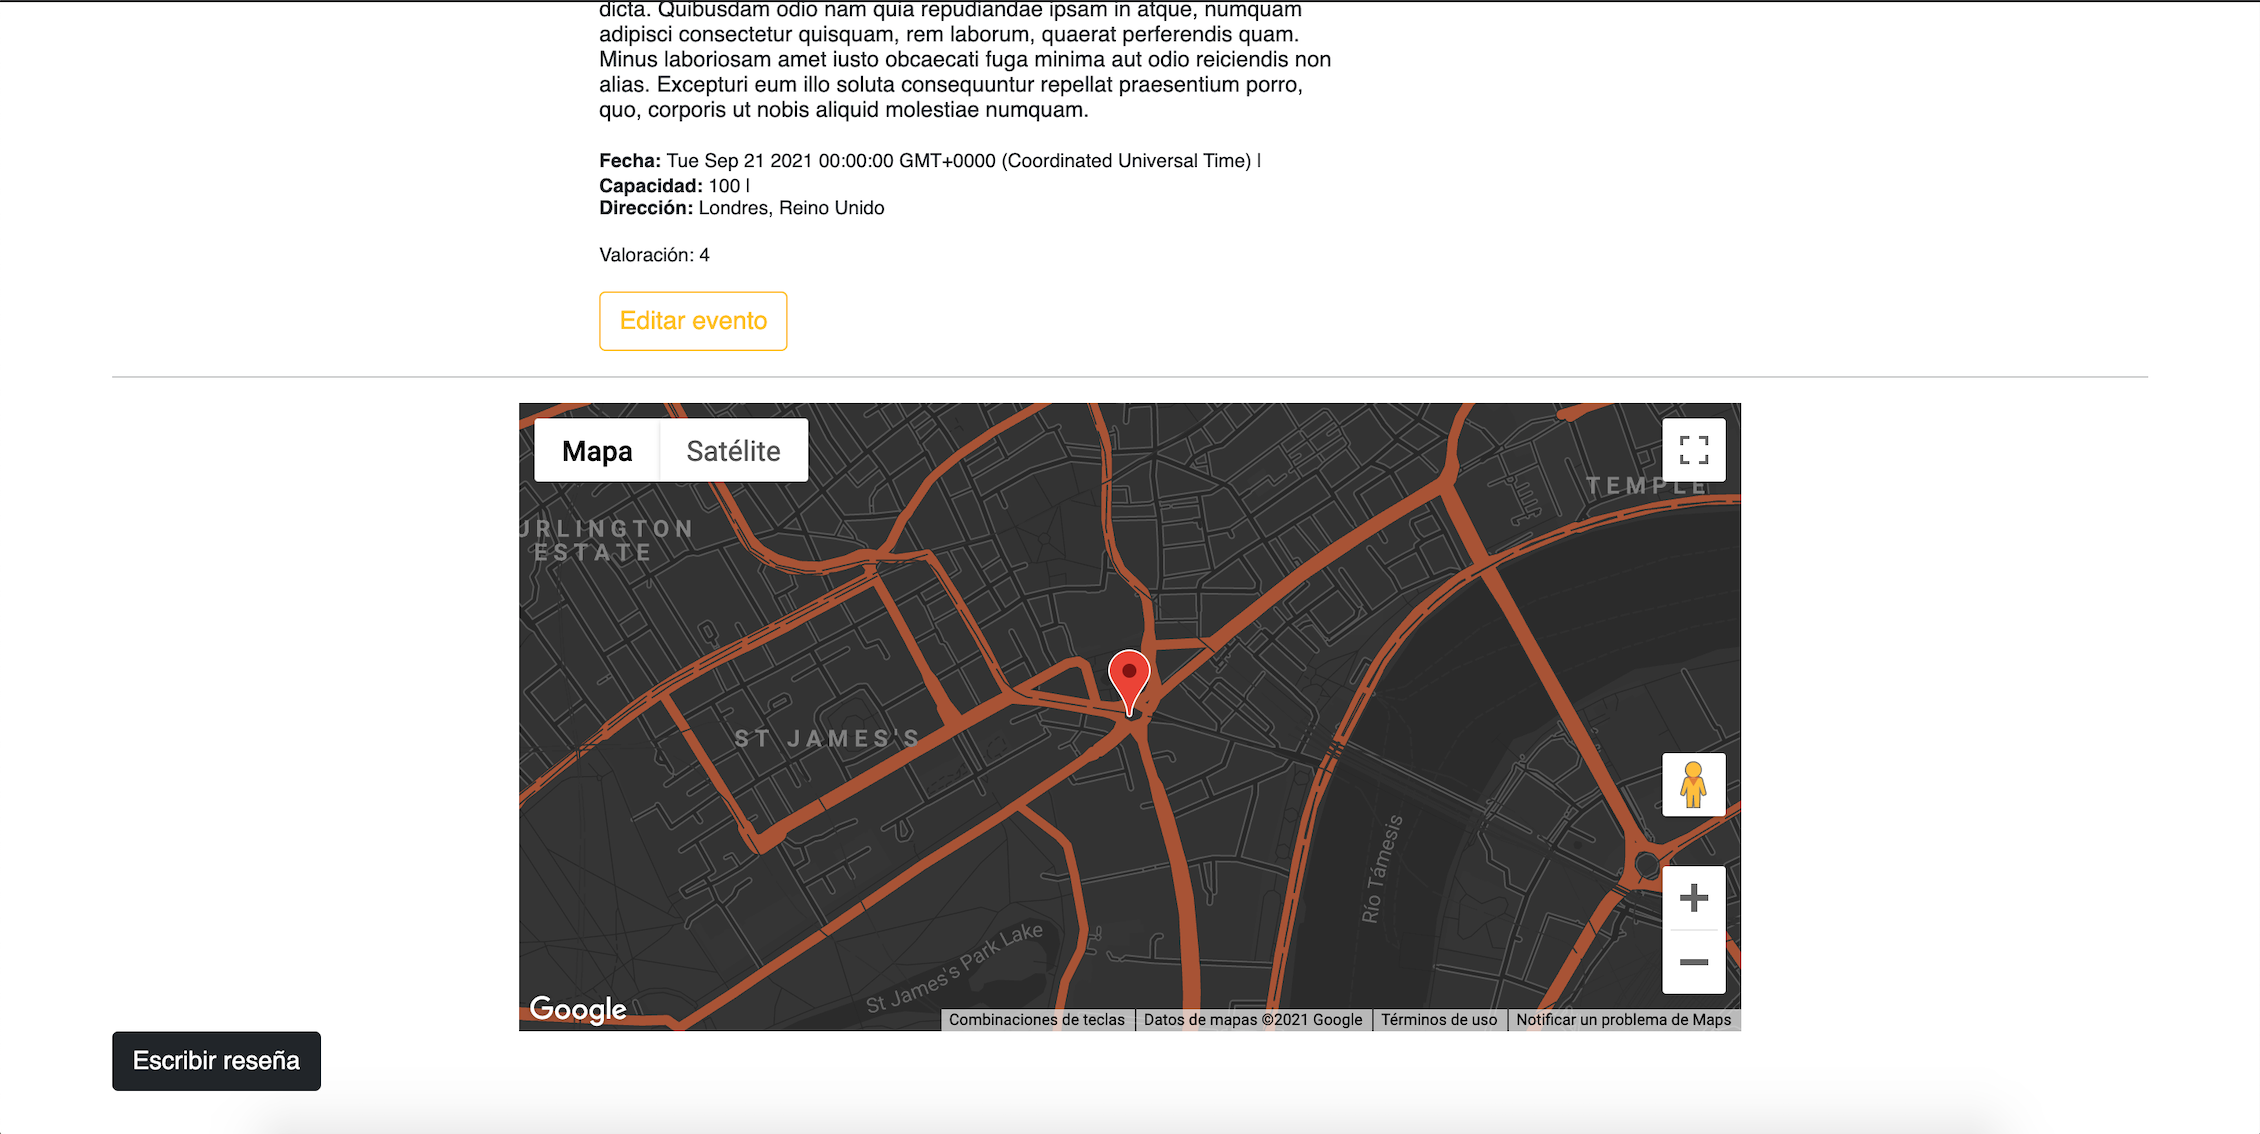 dicta. Quibusdam odio nam quia repudiandae ipsam in atque, numquam
adipisci consectetur quisquam, rem laborum, quaerat perferendis quam.
Minus laboriosam amet iusto obcaecati fuga minima aut odio reiciendis non
alias. Excepturi eum illo soluta consequuntur repellat praesentium porro,
quo, corporis ut nobis aliquid molestiae numquam.
Fecha: Tue Sep 21 2021 00:00:00 GMT+0000 (Coordinated Universal Time) |
Capacidad: 100 |
Dirección: Londres, Reino Unido
Valoración: 4
Editar evento
Mapa
Satélite
TEMPLE
URLINGTON
ESTATE
ST JAMES'S
Río Támesis
St James's Park Lake
Google
Combinaciones de teclas
Datos de mapas ©2021 Google
Términos de uso
Notificar un problema de Maps
Escribir reseña